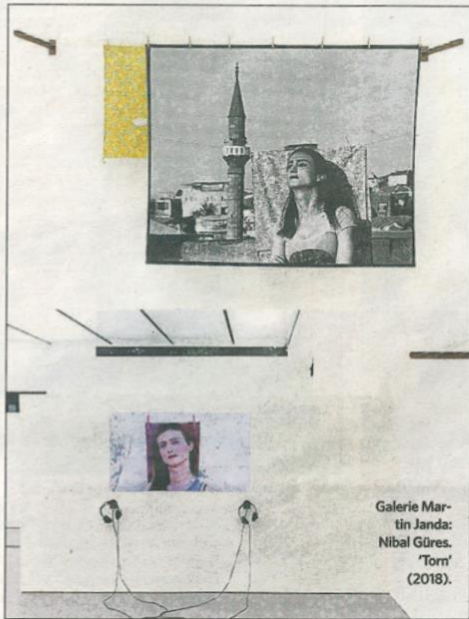 Galerie Mar-
tin Janda:
Nibal Güres.
'Torn'
(2018).